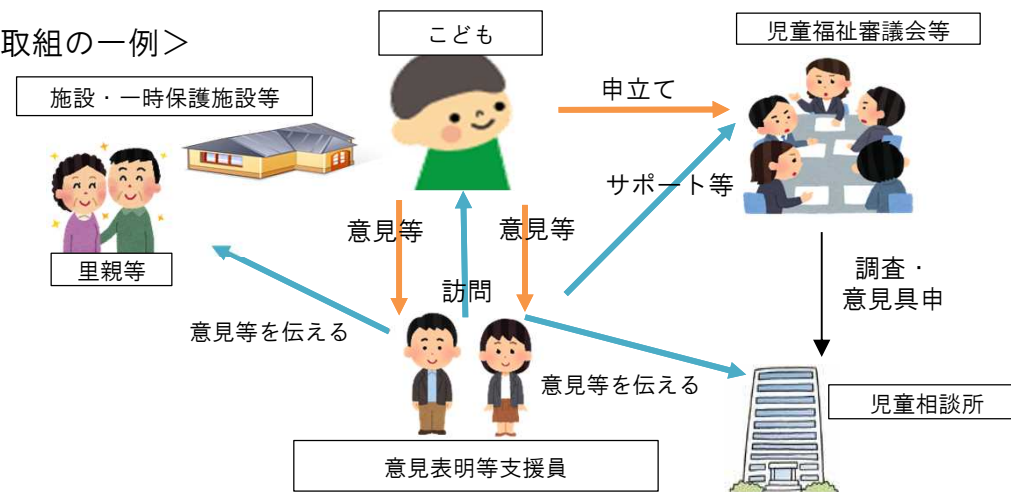 取組の一例＞
こども
児童福祉審議会等
施設・一時保護施設等
申立て
サポート等
意見等
意見等
里親等
訪問
調査・
意見具申
意見等を伝える
意見等を伝える
児童相談所
意見表明等支援員